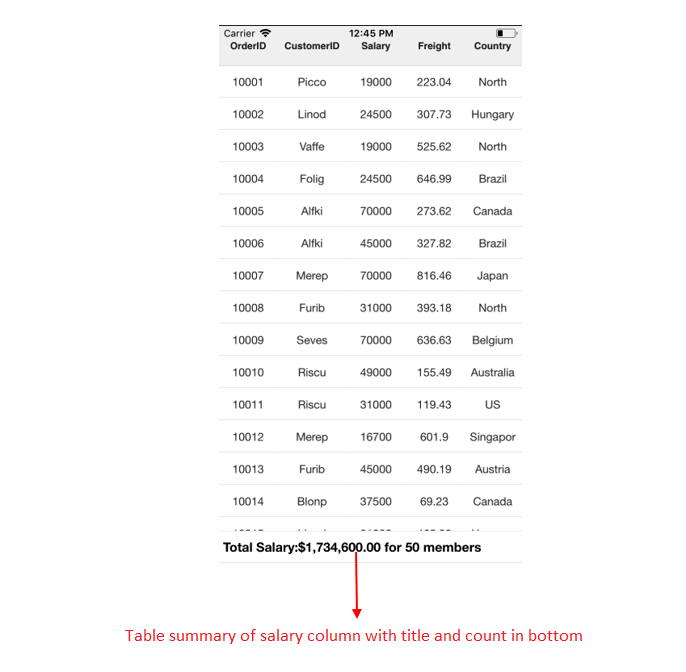 Carrier 12:45 PM
OrderID CustomerID Salary Freight Country
10001 Picco 19000 223.04 North
10002 Linod 24500 307.73 Hungary
10003 Vaffe 19000 525.62 North
10004 Folig 24500 646.99 Brazil
10005 Alfki 70000 273.62 Canada
10006 Alfki 45000 327.82 Brazil
10007 Merep 70000 816.46 Japan
10008 Furib 31000 393.18 North
10009 Seves 70000 636.63 Belgium
10010 Riscu 49000 155.49 Australia
10011 Riscu 31000 119.43 US
10012 Merep 16700 601.9 Singapor
10013 Furib 45000 490.19 Austria
10014 Blonp 37500 69.23 Canada
Total Salary:$1,734,600.00 for 50 members
Table summary of salary column with title and count in bottom